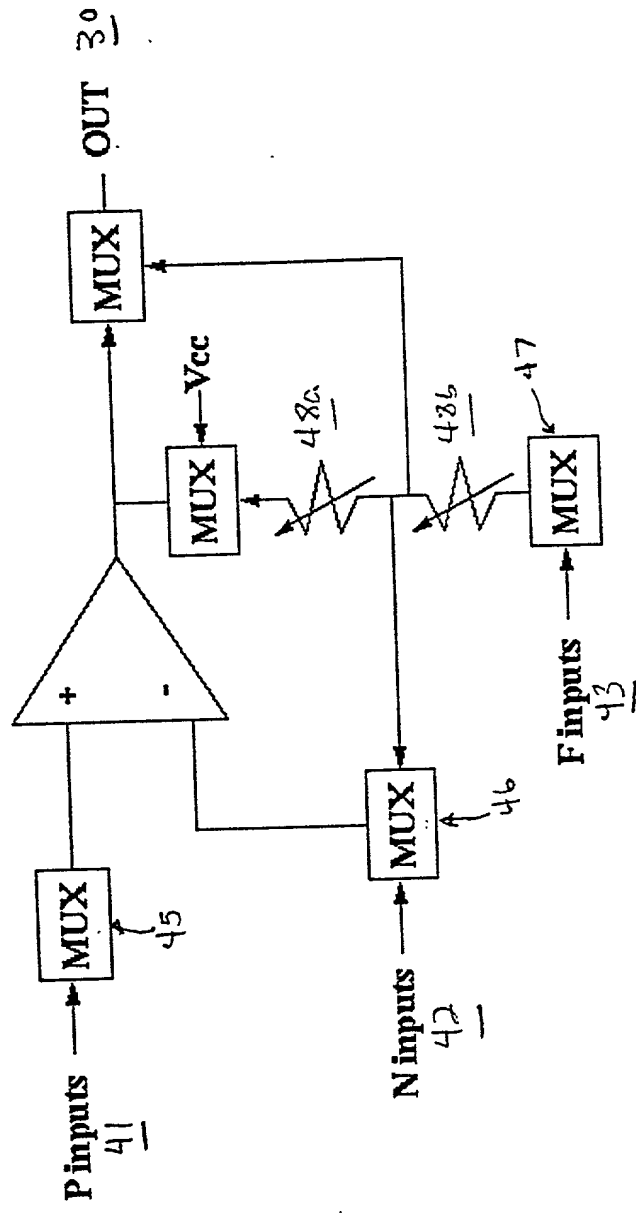 OUT 30
MUX
Vcc
MUX
48a
+
-
48b
P inputs
41
MUX
45
N inputs
42
MUX
46
F inputs
43
MUX
47